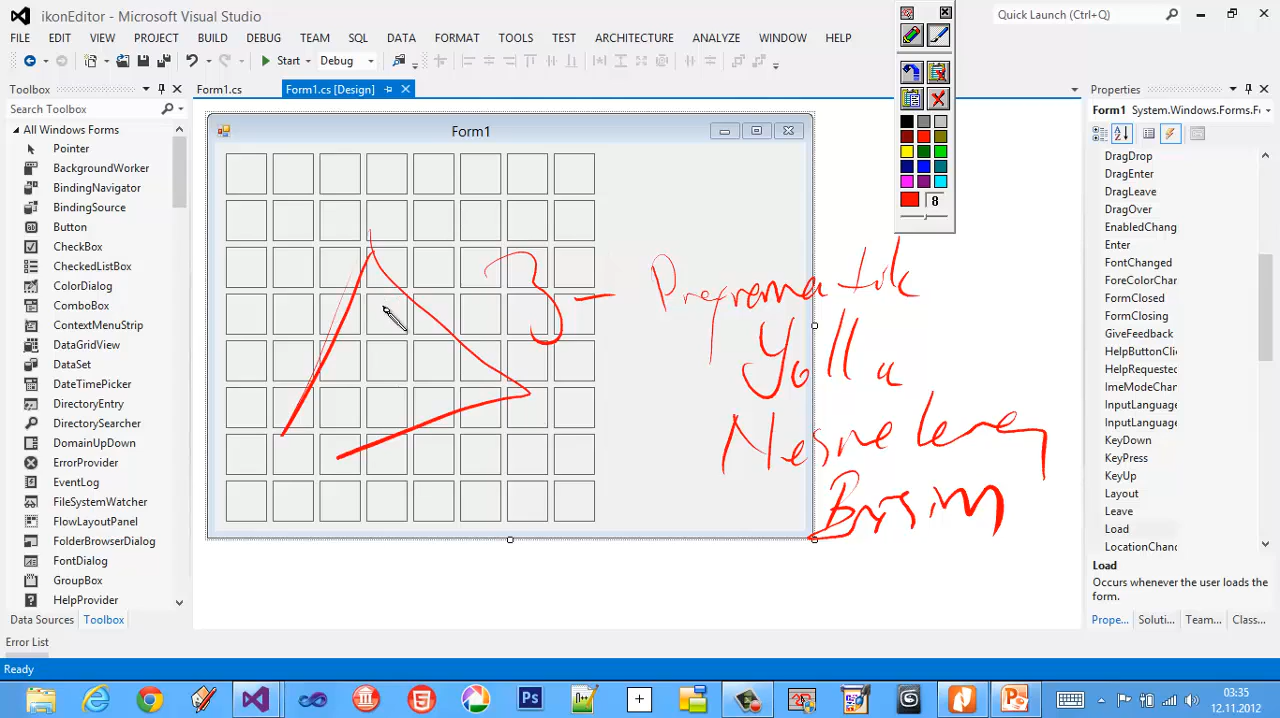 ikonEditor - Microsoft Visual Studio
Quick Launch (Ctrl+Q)
FILE EDIT VIEW PROJECT BUILD DEBUG TEAM SQL DATA FORMAT TOOLS TEST ARCHITECTURE ANALYZE WINDOW HELP
Start Debug
Toolbox
Form1.cs Form1.cs [Design]
Properties
Search Toolbox
Form1 System.Windows.Forms.Fo
All Windows Forms
Pointer
BackgroundWorker
BindingNavigator
BindingSource
Button
CheckBox
CheckedListBox
ColorDialog
ComboBox
ContextMenuStrip
DataGridView
DataSet
DateTimePicker
DirectoryEntry
DirectorySearcher
DomainUpDown
ErrorProvider
EventLog
FileSystemWatcher
FlowLayoutPanel
FolderBrowserDialog
FontDialog
GroupBox
HelpProvider
Data Sources Toolbox
Error List
Form1
3 - Programatik
Yolla
Nesnelere
8
DragDrop
DragEnter
DragLeave
DragOver
EnabledChang
Enter
FontChanged
ForeColorChar
FormClosed
FormClosing
GiveFeedback
HelpButtonCli
HelpRequested
ImeModeChar
InputLanguage
InputLanguage
KeyDown
KeyPress
KeyUp
Layout
Leave
Load
LocationChanc
Load
Occurs whenever the user loads the
form.
Prope... Soluti... Team... Class...
Ready
Ps
03:35
12.11.2012